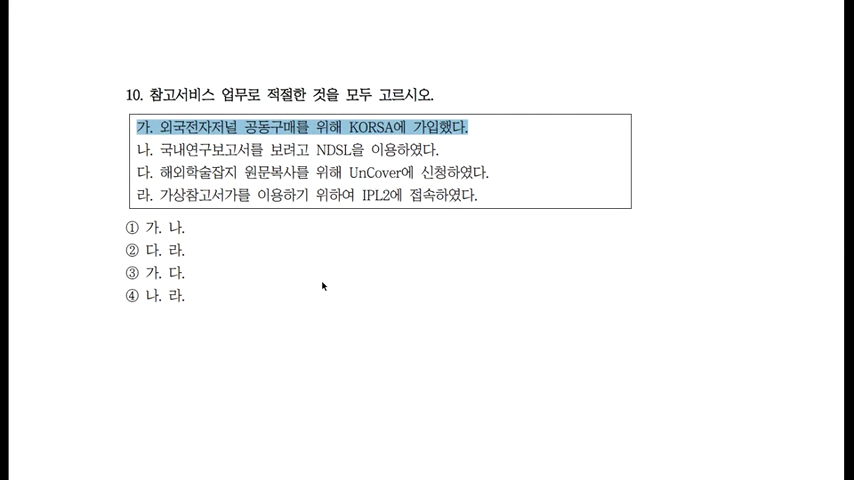 10. 참고서비스 업무로 적절한 것을 모두 고르시오.
가. 외국전자저널 공동구매를 위해 KORSA에 가입했다.
나. 국내연구보고서를 보려고 NDSL을 이용하였다.
다. 해외학술잡지 원문복사를 위해 UnCover에 신청하였다.
라. 가상참고서가를 이용하기 위하여 IPL2에 접속하였다.
① 가. 나.
② 다. 라.
③ 가. 다.
④ 나. 라.